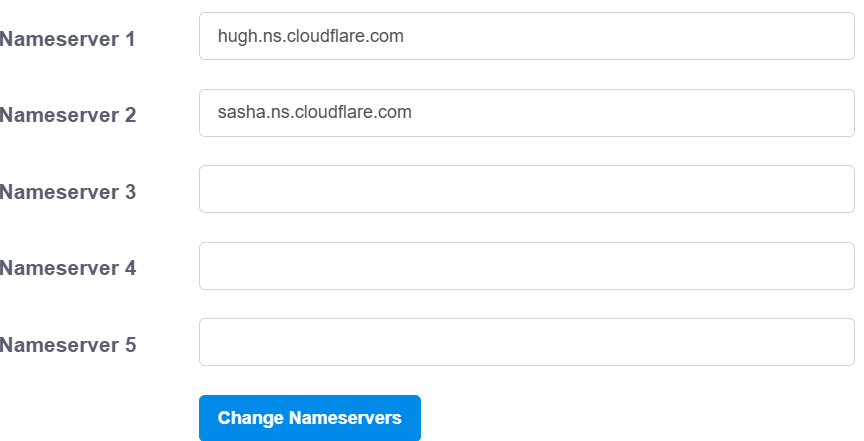 Nameserver 1
hugh.ns.cloudflare.com
Nameserver 2
sasha.ns.cloudflare.com
Nameserver 3
Nameserver 4
Nameserver 5
Change Nameservers